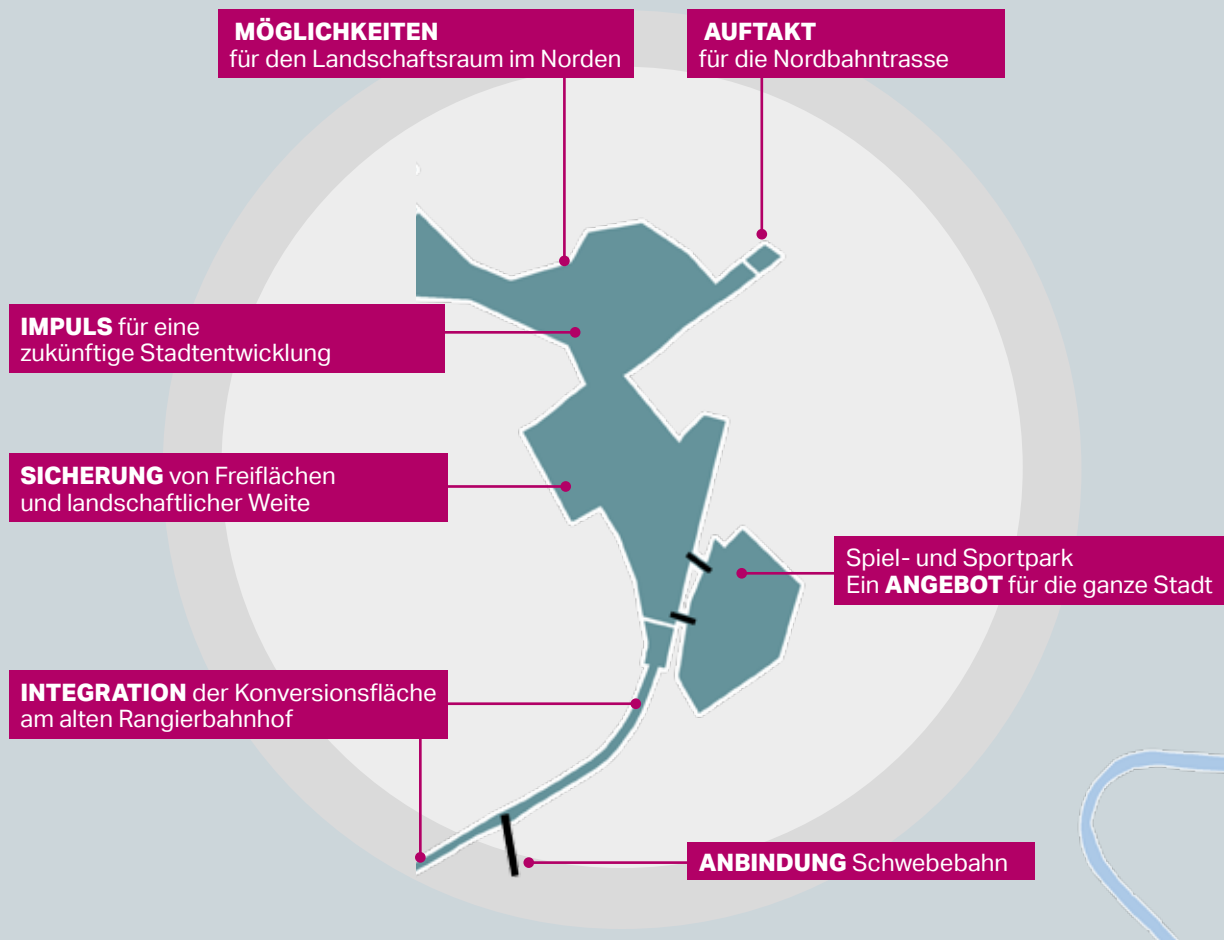 MÖGLICHKEITEN
für den Landschaftsraum im Norden
AUFTAKT
für die Nordbahntrasse
IMPULS für eine
zukünftige Stadtentwicklung
SICHERUNG von Freiflächen
und landschaftlicher Weite
Spiel- und Sportpark
Ein ANGEBOT für die ganze Stadt
INTEGRATION der Konversionsfläche
am alten Rangierbahnhof
ANBINDUNG Schwebebahn